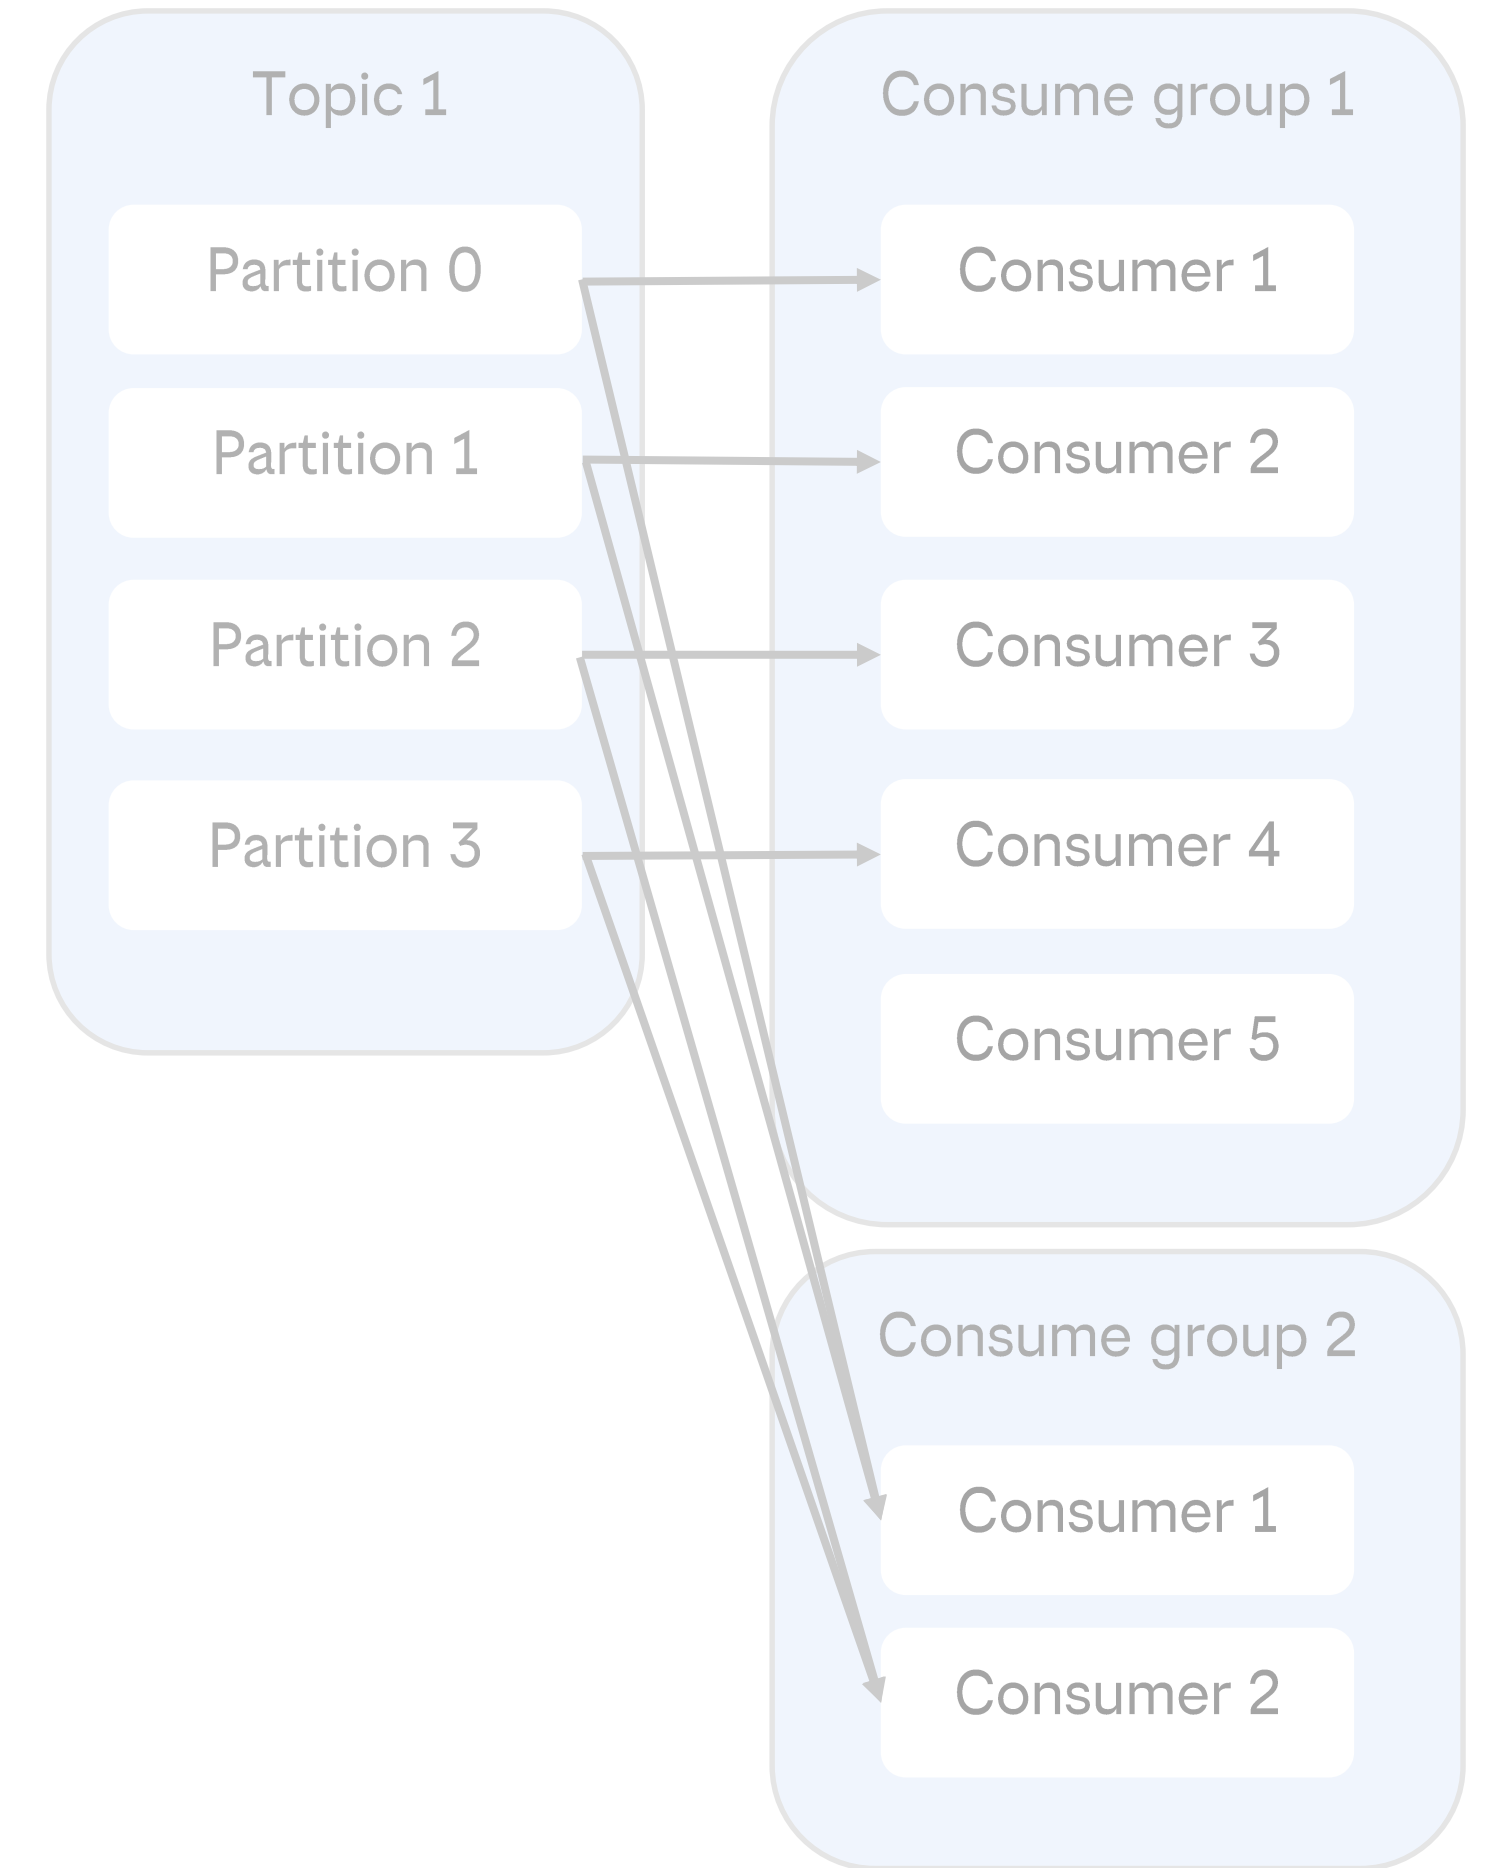 Topic 1
Partition 0
Partition 1
Partition 2
Partition 3
Consume group 1
Consumer 1
Consumer 2
Consumer 3
Consumer 4
Consumer 5
Consume group 2
Consumer 1
Consumer 2